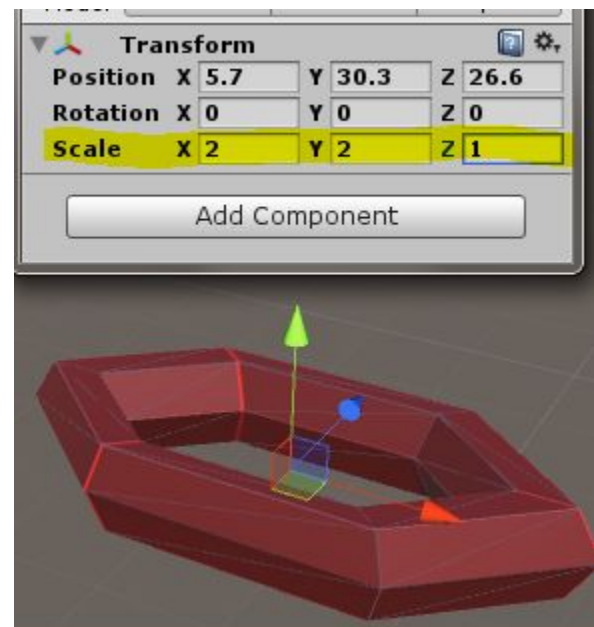 Transform
Position X 5.7 Y 30.3 Z 26.6
Rotation X 0 Y 0 Z 0
Scale X 2 Y 2 Z 1
Add Component